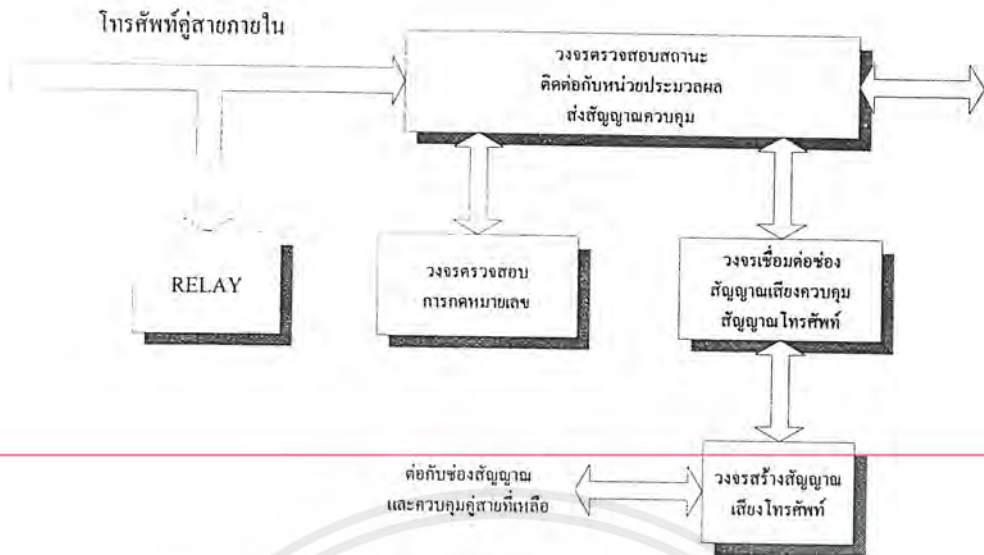 โทรศัพท์คู่สายภายใน
วงจรตรวจสอบสถานะ
ติดต่อกับหน่วยประมวลผล
ส่งสัญญาณควบคุม
RELAY
วงจรตรวจสอบ
การกดหมายเลข
วงจรเชื่อมต่อช่อง
สัญญาณเสียงควบคุม
สัญญาณโทรศัพท์
ต่อกับช่องสัญญาณ
และควบคุมคู่สายที่เหลือ
วงจรสร้างสัญญาณ
เสียงโทรศัพท์